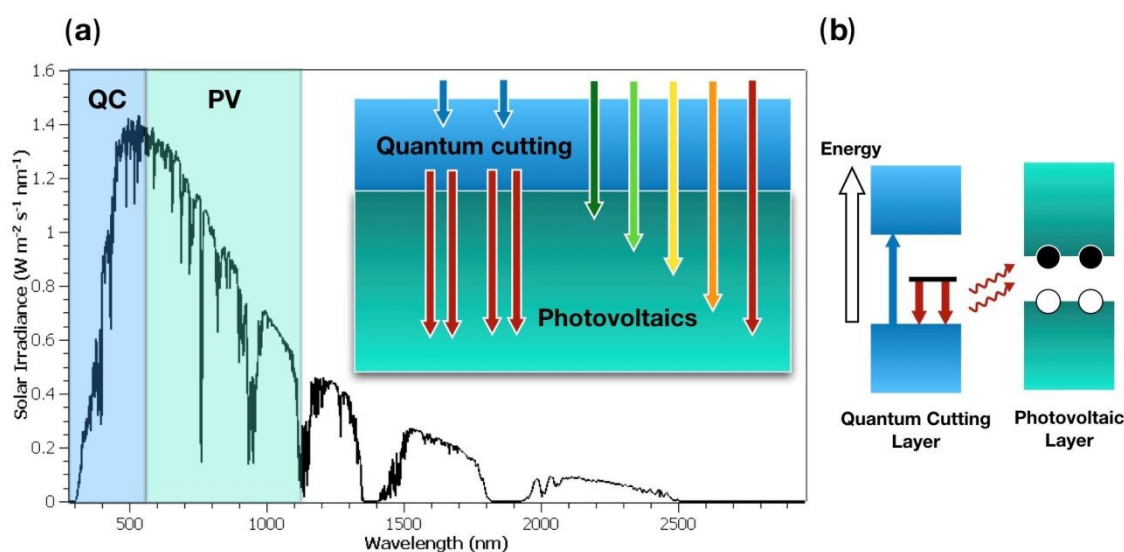 (a)
(b)
1.6
1.4
1.2
1
0.8
0.6
0.4
0.2
0
Solar Irradiance (W m⁻² s⁻¹ nm⁻¹)
QC
PV
Quantum cutting
Photovoltaics
500
1000
1500
2000
2500
Wavelength (nm)
Energy
Quantum Cutting
Layer
Photovoltaic
Layer